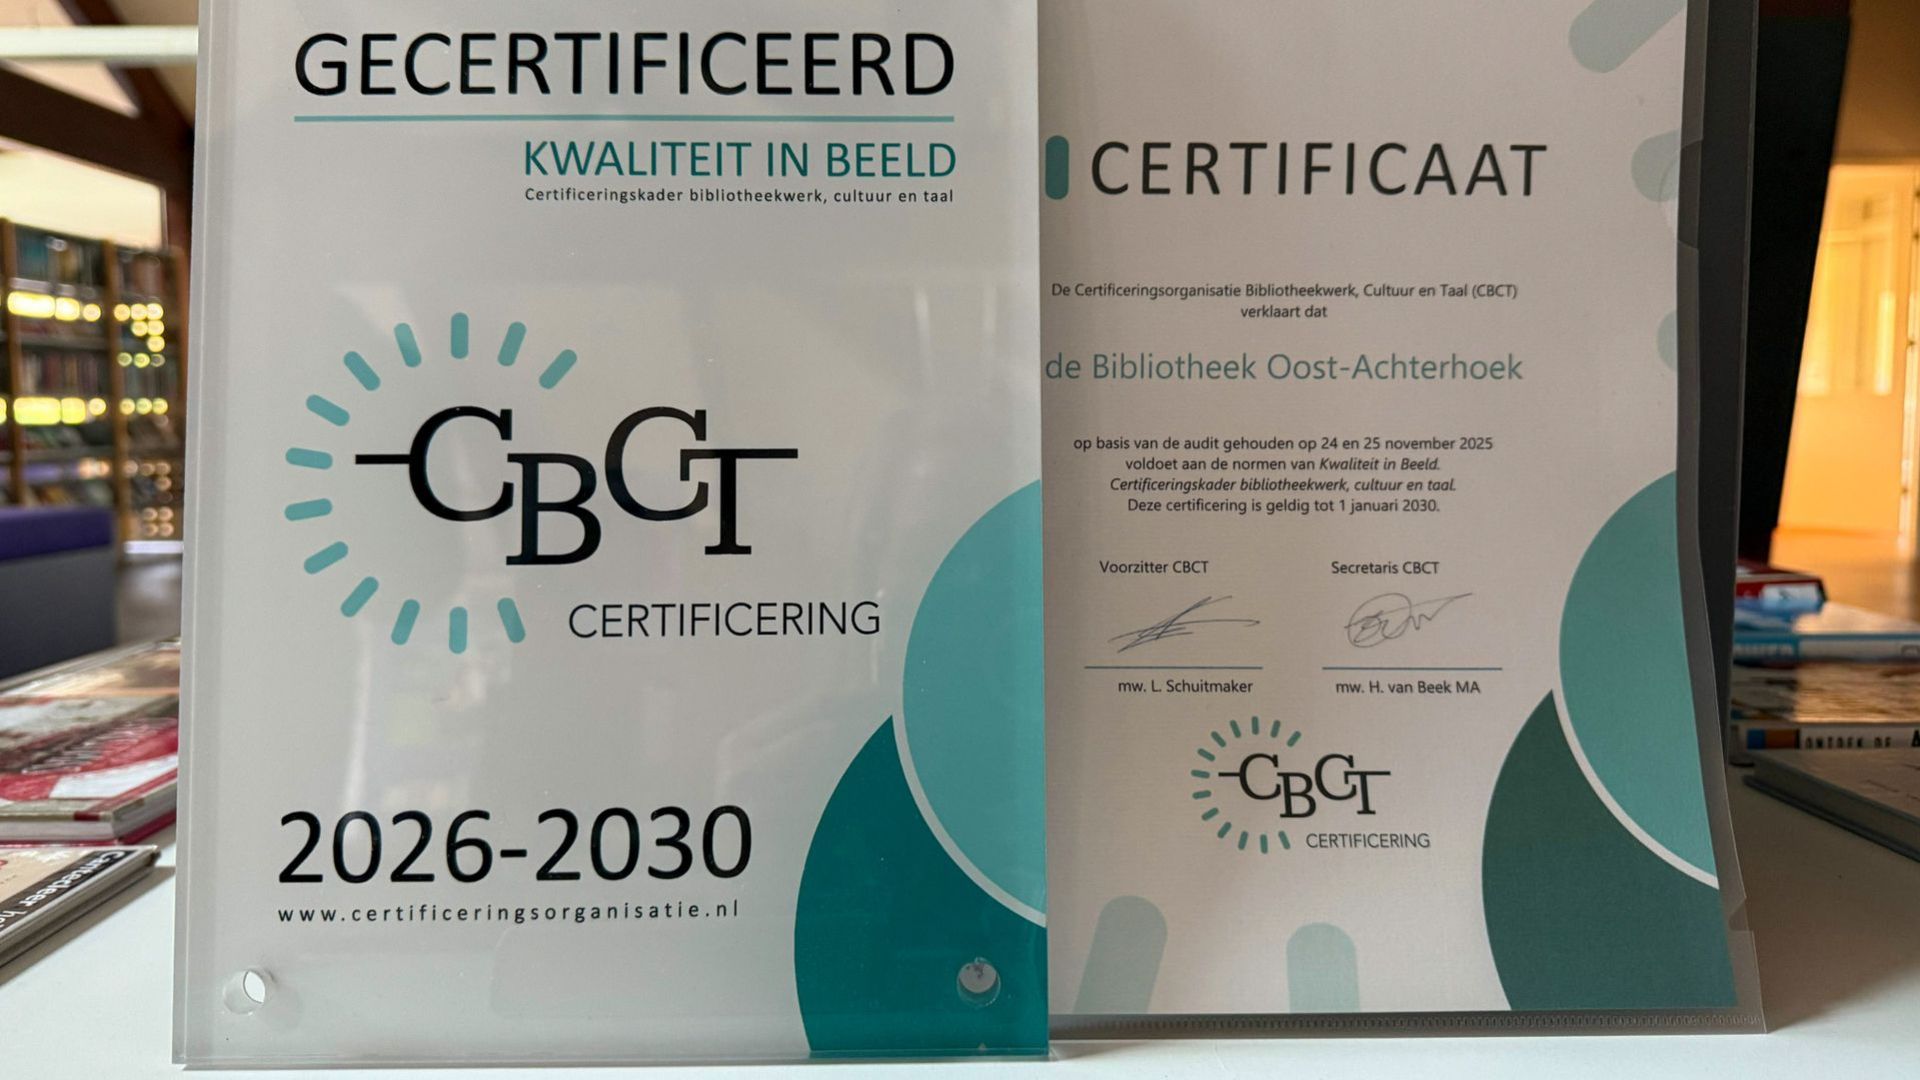 GECERTIFICEERD
KWALITEIT IN BEELD
Certificeringskader bibliotheekwerk, cultuur en taal
CBCT
CERTIFICERING
2026-2030
www.certificeringsorganisatie.nl
CERTIFICAAT
De Certificeringsorganisatie Bibliotheekwerk, Cultuur en Taal (CBCT)
verklaart dat
de Bibliotheek Oost-Achterhoek
op basis van de audit gehouden op 24 en 25 november 2025
voldoet aan de normen van Kwaliteit in Beeld.
Certificeringskader bibliotheekwerk, cultuur en taal.
Deze certificering is geldig tot 1 januari 2030.
Voorzitter CBCT
Secretaris CBCT
mw. L. Schuitmaker
mw. H. van Beek MA
CBCT
CERTIFICERING
ONTDEK DE